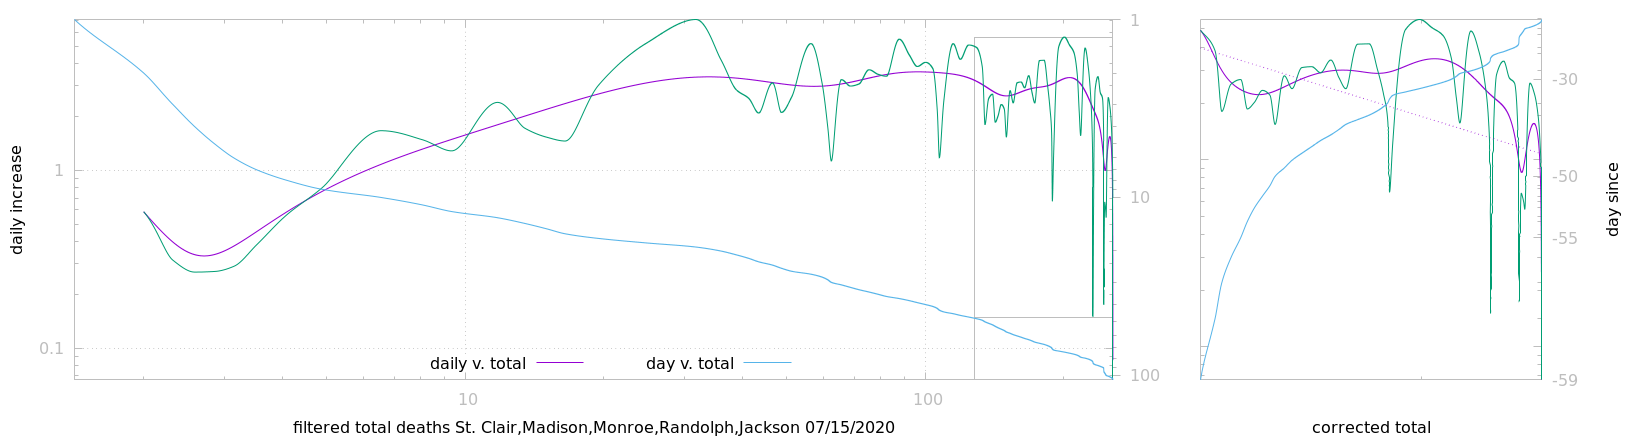 1
-30
1
-50
10
-55
0.1
daily v. total
day v. total
100
-59
10
100
filtered total deaths St. Clair,Madison,Monroe,Randolph,Jackson 07/15/2020
corrected total
daily increase
day since